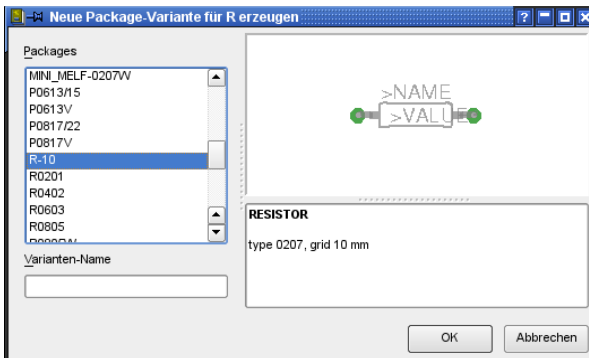 Neue Package-Variante für R erzeugen
Packages
MINI_MELF-0207W
P0613/15
P0613V
P0817/22
P0817V
R-10
R0201
R0402
R0603
R0805
Varianten-Name
>NAME
>VALUE
RESISTOR
type 0207, grid 10 mm
OK
Abbrechen